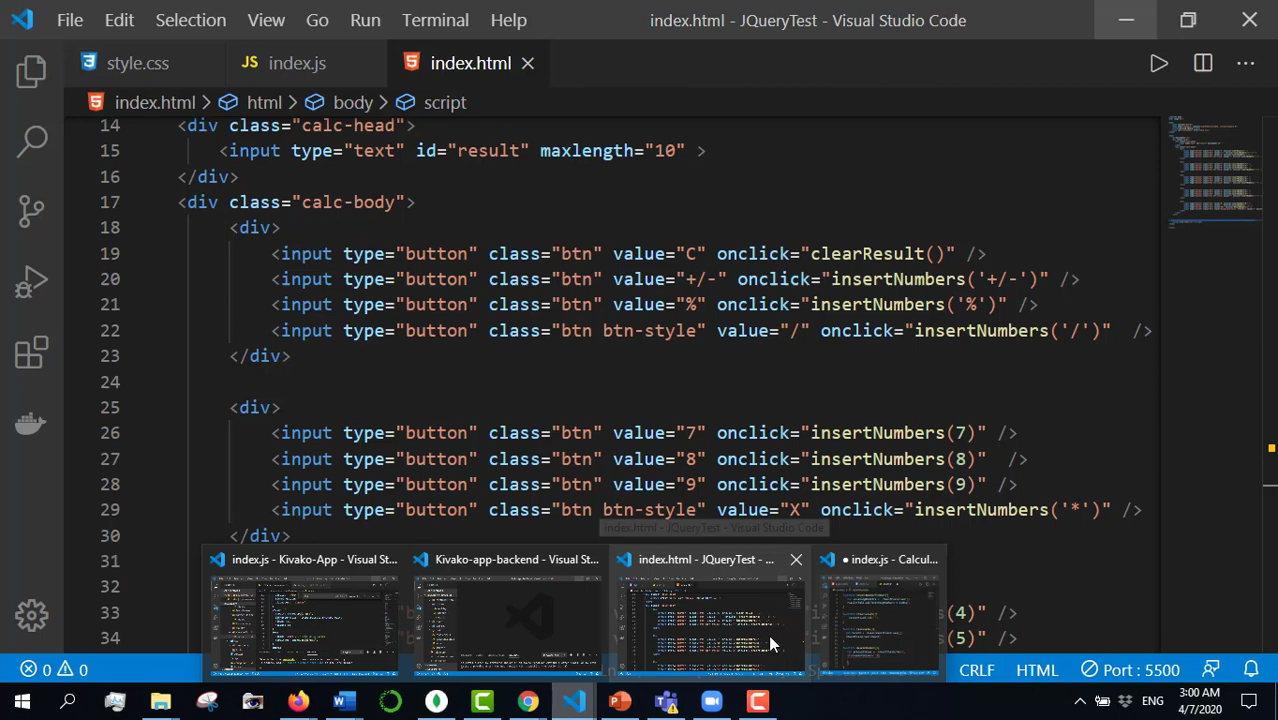 File Edit Selection View Go Run Terminal Help index.html - JQueryTest - Visual Studio Code
style.css JS index.js index.html
index.html > html > body > script
14 <div class="calc-head">
15 <input type="text" id="result" maxlength="10" >
16 </div>
17 <div class="calc-body">
18 <div>
19 <input type="button" class="btn" value="C" onclick="clearResult()" />
20 <input type="button" class="btn" value="+/-" onclick="insertNumbers('+/-')" />
21 <input type="button" class="btn" value="%" onclick="insertNumbers('%')" />
22 <input type="button" class="btn btn-style" value="/" onclick="insertNumbers('/')" />
23 </div>
24
25 <div>
26 <input type="button" class="btn" value="7" onclick="insertNumbers(7)" />
27 <input type="button" class="btn" value="8" onclick="insertNumbers(8)" />
28 <input type="button" class="btn" value="9" onclick="insertNumbers(9)" />
29 <input type="button" class="btn btn-style" value="X" onclick="insertNumbers('*')" />
index.html - JQueryTest - Visual Studio Code
30 </div>
31 index.js - Kivako-App - Visual St... Kivako-app-backend - Visual St... index.html - JQueryTest - ... ● index.js - Calcul...
32
33 (4)" />
34 (5)" />
0 0 CRLF HTML Port : 5500
ENG 3:00 AM
4/7/2020